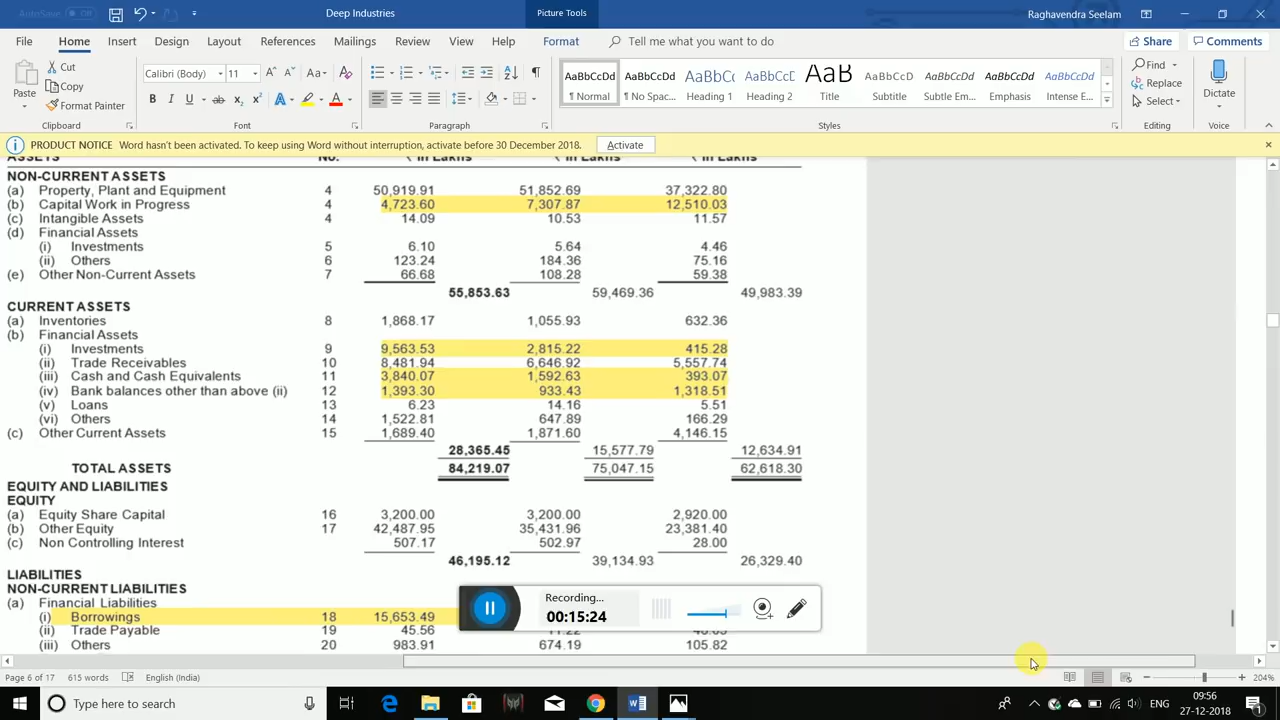 AutoSave Off Deep Industries Picture Tools Raghavendra Seelam
File Home Insert Design Layout References Mailings Review View Help Format Tell me what you want to do Share Comments
Paste Cut Copy Format Painter
Calibri (Body) 11
AaBbCcDd AaBbCcDd AaBbC AaBbCcD AaB AaBbCcD AaBbCcDd AaBbCcDd AaBbCcDd
¶ Normal ¶ No Spac... Heading 1 Heading 2 Title Subtitle Subtle Em... Emphasis Intense E...
Find Replace Select Dictate
Clipboard Font Paragraph Styles Editing Voice
PRODUCT NOTICE Word hasn't been activated. To keep using Word without interruption, activate before 30 December 2018. Activate
ASSETS No. ₹ in Lakhs ₹ in Lakhs ₹ in Lakhs
NON-CURRENT ASSETS
(a) Property, Plant and Equipment 4 50,919.91 51,852.69 37,322.80
(b) Capital Work in Progress 4 4,723.60 7,307.87 12,510.03
(c) Intangible Assets 4 14.09 10.53 11.57
(d) Financial Assets
(i) Investments 5 6.10 5.64 4.46
(ii) Others 6 123.24 184.36 75.16
(e) Other Non-Current Assets 7 66.68 108.28 59.38
55,853.63 59,469.36 49,983.39
CURRENT ASSETS
(a) Inventories 8 1,868.17 1,055.93 632.36
(b) Financial Assets
(i) Investments 9 9,563.53 2,815.22 415.28
(ii) Trade Receivables 10 8,481.94 6,646.92 5,557.74
(iii) Cash and Cash Equivalents 11 3,840.07 1,592.63 393.07
(iv) Bank balances other than above (ii) 12 1,393.30 933.43 1,318.51
(v) Loans 13 6.23 14.16 5.51
(vi) Others 14 1,522.81 647.89 166.29
(c) Other Current Assets 15 1,689.40 1,871.60 4,146.15
28,365.45 15,577.79 12,634.91
TOTAL ASSETS 84,219.07 75,047.15 62,618.30
EQUITY AND LIABILITIES
EQUITY
(a) Equity Share Capital 16 3,200.00 3,200.00 2,920.00
(b) Other Equity 17 42,487.95 35,431.96 23,381.40
(c) Non Controlling Interest 507.17 502.97 28.00
46,195.12 39,134.93 26,329.40
LIABILITIES
NON-CURRENT LIABILITIES
(a) Financial Liabilities
(i) Borrowings 18 15,653.49
(ii) Trade Payable 19 45.56
(iii) Others 20 983.91 674.19 105.82
Recording...
00:15:24
Page 6 of 17 615 words English (India) 204%
Type here to search
09:56
27-12-2018